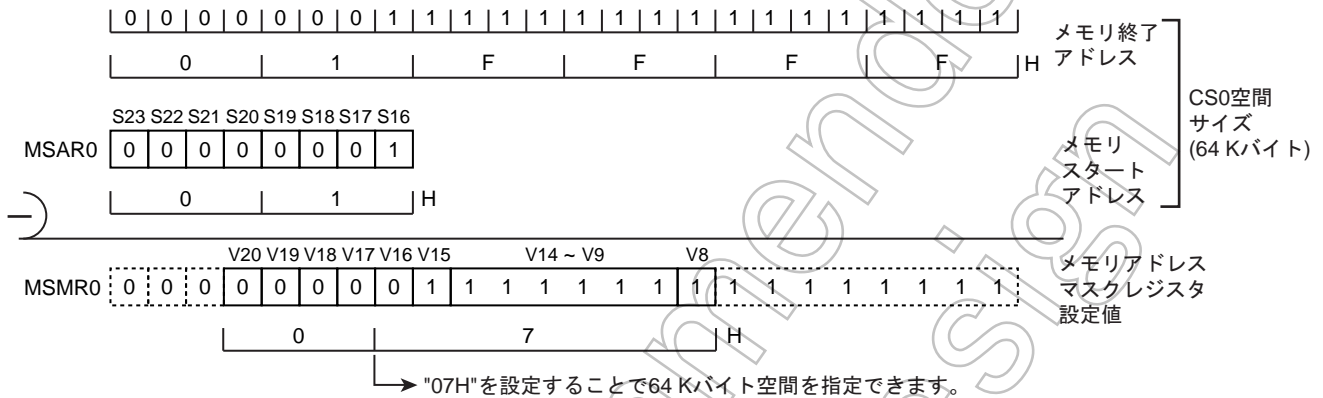 0 0 0 0 0 0 0 1 1 1 1 1 1 1 1 1 1 1 1 1 1 1 1 1 メモリ終了
0 1 F F F F H アドレス
CS0空間
サイズ
(64 Kバイト)
S23 S22 S21 S20 S19 S18 S17 S16
MSAR0 0 0 0 0 0 0 0 1 メモリ
スタート
アドレス
0 1 H
V20 V19 V18 V17 V16 V15 V14 ~ V9 V8
MSMR0 0 0 0 0 0 0 0 0 1 1 1 1 1 1 1 1 1 1 1 1 1 1 1 1 メモリアドレス
マスクレジスタ
設定値
0 7 H
"07H"を設定することで64 Kバイト空間を指定できます。
sign